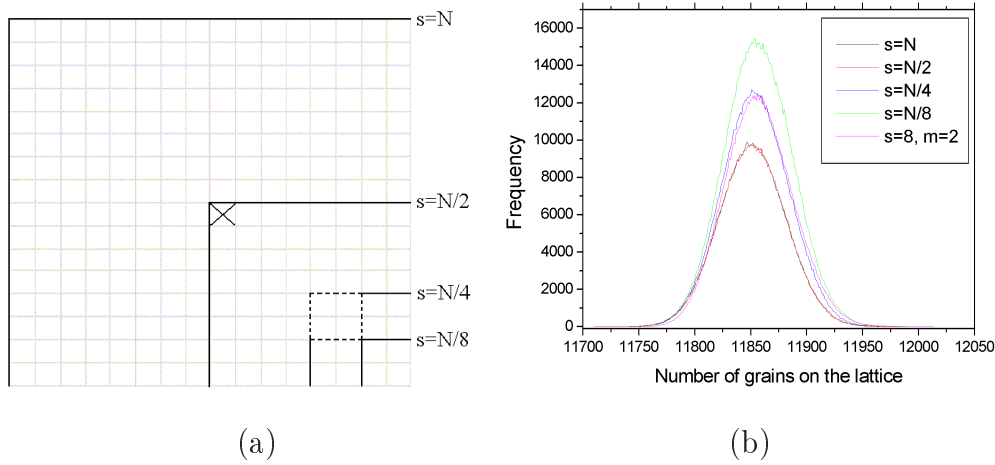 s=N
s=N/2
s=N/4
s=N/8
(a)
16000
14000
12000
10000
8000
6000
4000
2000
0
Frequency
s=N
s=N/2
s=N/4
s=N/8
s=8, m=2
11700 11750 11800 11850 11900 11950 12000 12050
Number of grains on the lattice
(b)